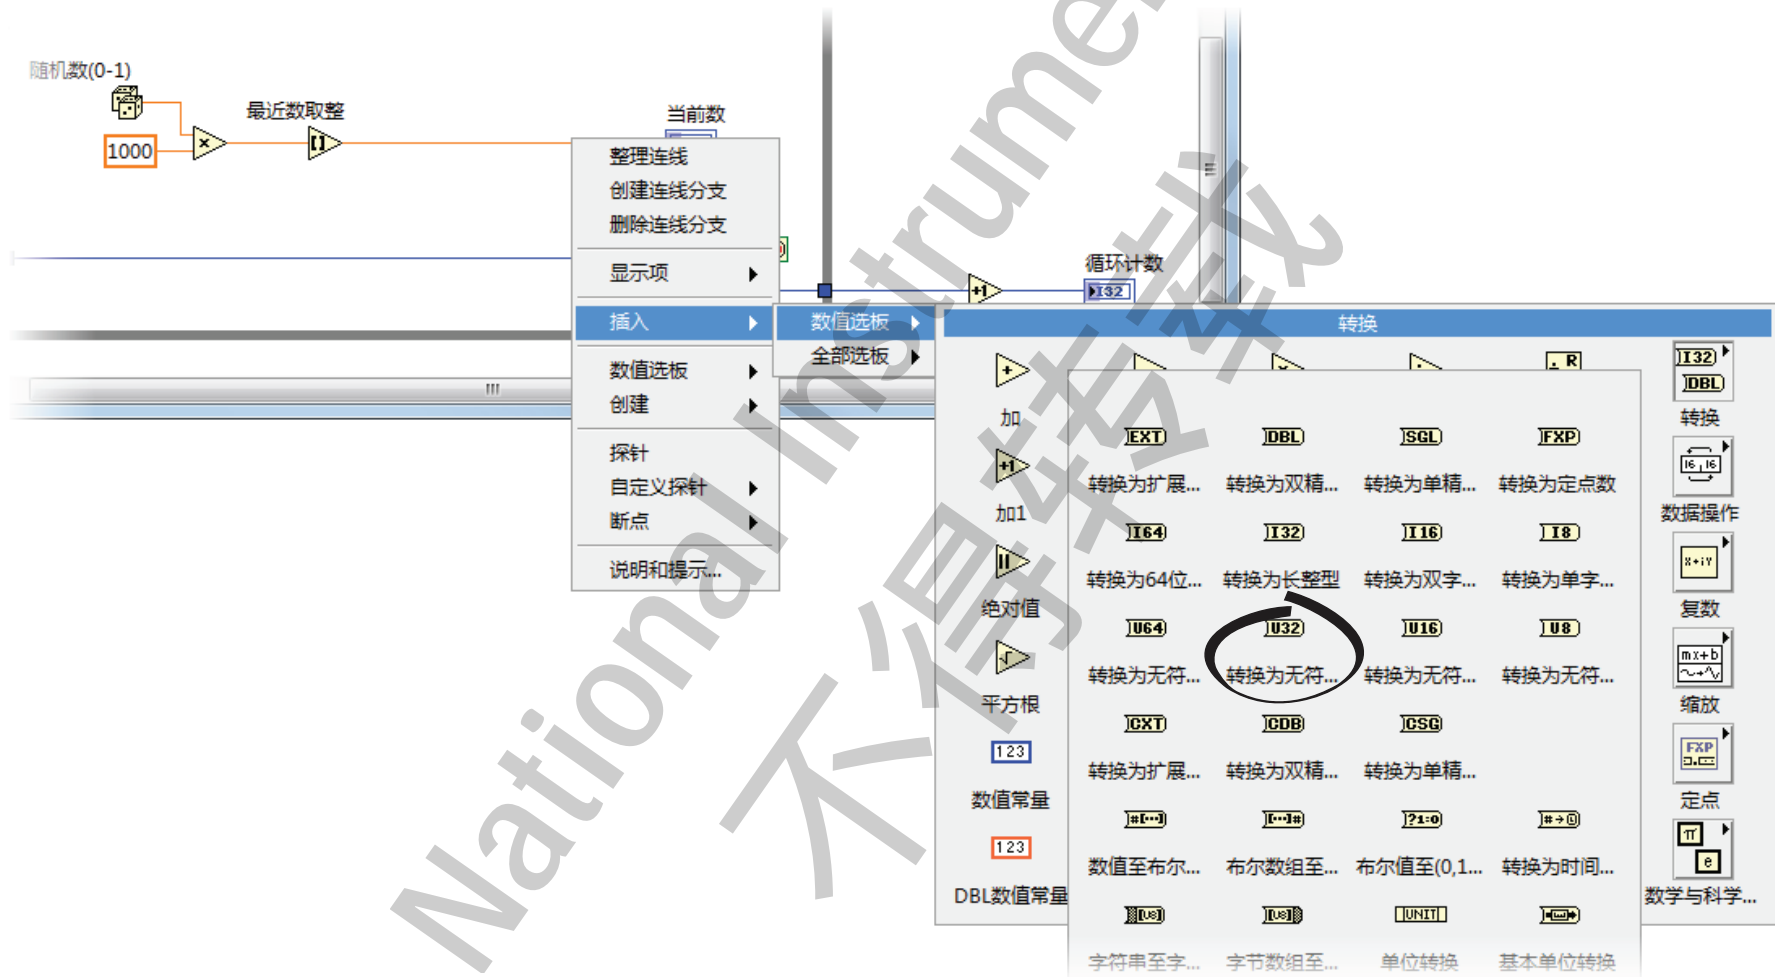 随机数(0-1)
最近数取整
当前数
1000
x
[]
整理连线
创建连线分支
删除连线分支
显示项
插入
数值选板
创建
探针
自定义探针
断点
说明和提示...
数值选板
全部选板
循环计数
+1
I32
转换
+
加
+1
加1
绝对值
平方根
123
数值常量
123
DBL数值常量
R
EXT
DBL
SGL
FXP
转换为扩展...
转换为双精...
转换为单精...
转换为定点数
I64
I32
I16
I8
转换为64位...
转换为长整型
转换为双字...
转换为单字...
U64
U32
U16
U8
转换为无符...
转换为无符...
转换为无符...
转换为无符...
CXT
CDB
CSG
转换为扩展...
转换为双精...
转换为单精...
#[···]
[···]#
?1:0
#→
数值至布尔...
布尔数组至...
布尔值至(0,1...
转换为时间...
[U8]
[U8]
UNIT
字符串至字...
字节数组至...
单位转换
基本单位转换
I32
DBL
转换
16 16
数据操作
x+iY
复数
mx+b
缩放
FXP
定点
π
e
数学与科学...
National Instrumen
不得转载